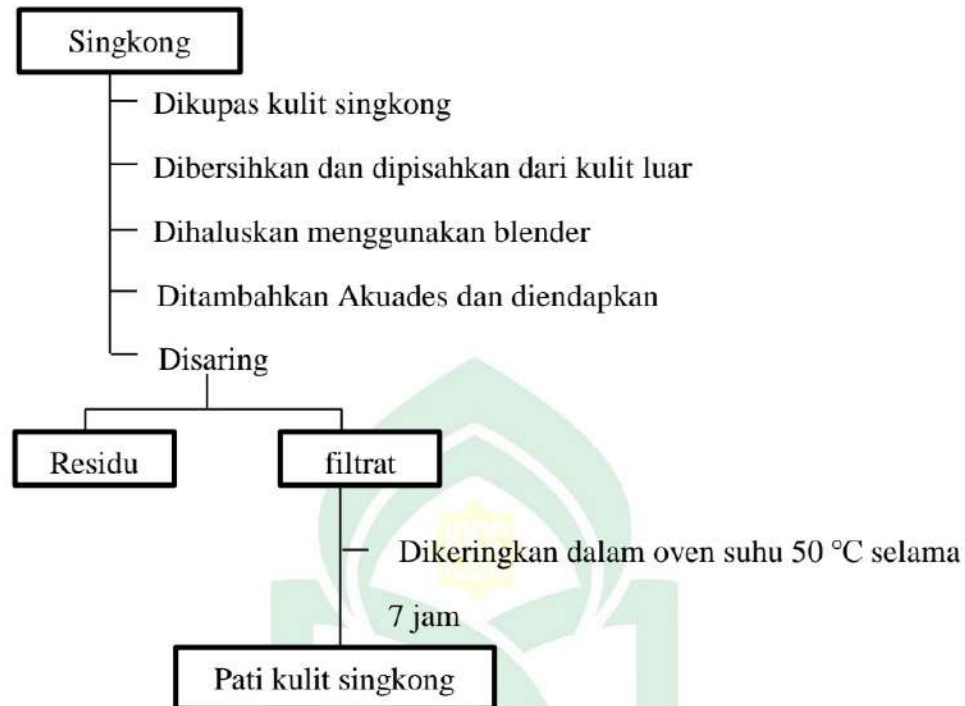 Singkong
Dikupas kulit singkong
Dibersihkan dan dipisahkan dari kulit luar
Dihaluskan menggunakan blender
Ditambahkan Akuades dan diendapkan
Disaring
Residu
filtrat
Dikeringkan dalam oven suhu 50 °C selama
7 jam
Pati kulit singkong